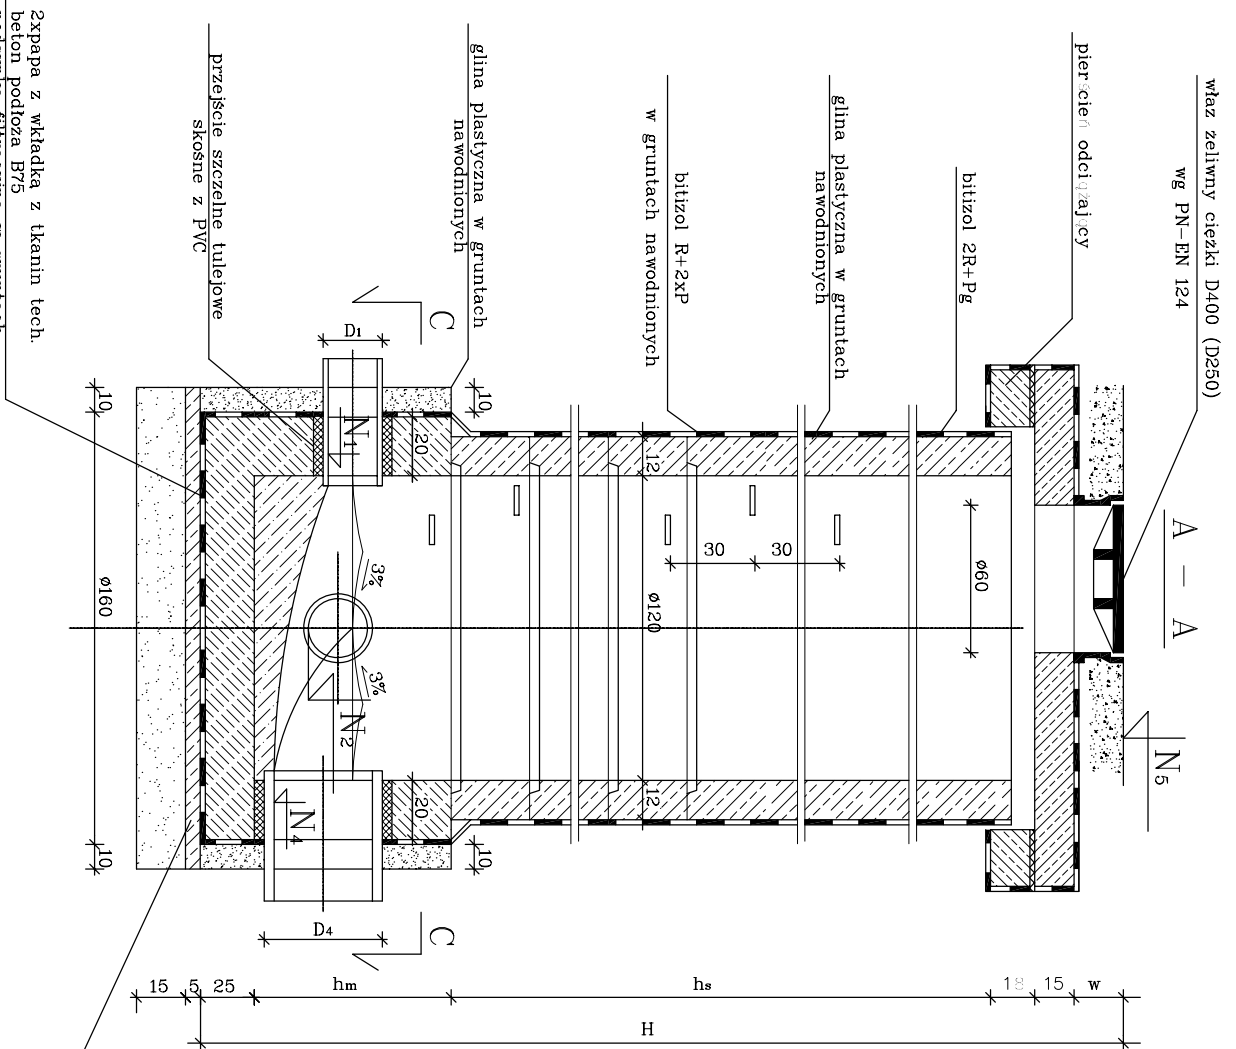 właz żeliwny ciężki D400 (D250)
wg PN-EN 124
pierścień odciążający
bitizol 2R+Pg
glina plastyczna w gruntach
nawodnionych
bitizol R+2xP
w gruntach nawodnionych
glina plastyczna w gruntach
nawodnionych
przejście szczelne tulejowe
skośne z PVC
2xpapa z wkładką z tkanin tech.
beton podłoża B75
A — A
N5
C
C
D1
D4
N1
N2
N4
3%
3%
10
10
10
10
20
20
12
12
30
30
ø60
ø120
ø160
15
5
25
hm
hs
18
15
w
H